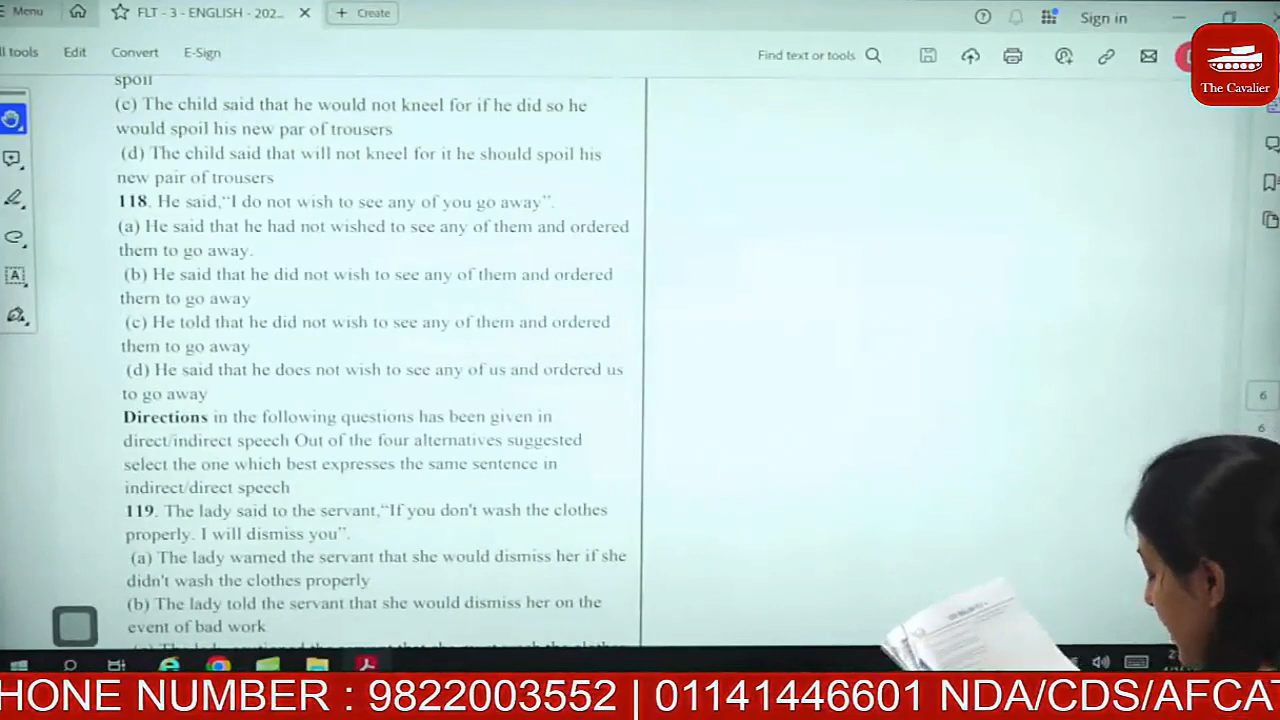 Menu
FLT - 3 - ENGLISH - 202...
Create
Sign in
ll tools
Edit
Convert
E-Sign
Find text or tools
The Cavalier
spoil
(c) The child said that he would not kneel for if he did so he
would spoil his new par of trousers
(d) The child said that will not kneel for it he should spoil his
new pair of trousers
118. He said,“I do not wish to see any of you go away”.
(a) He said that he had not wished to see any of them and ordered
them to go away.
(b) He said that he did not wish to see any of them and ordered
them to go away
(c) He told that he did not wish to see any of them and ordered
them to go away
(d) He said that he does not wish to see any of us and ordered us
to go away
Directions in the following questions has been given in
direct/indirect speech Out of the four alternatives suggested
select the one which best expresses the same sentence in
indirect/direct speech
119. The lady said to the servant,“If you don't wash the clothes
properly. I will dismiss you”.
(a) The lady warned the servant that she would dismiss her if she
didn't wash the clothes properly
(b) The lady told the servant that she would dismiss her on the
event of bad work
6
6
HONE NUMBER : 9822003552 | 01141446601 NDA/CDS/AFCAT